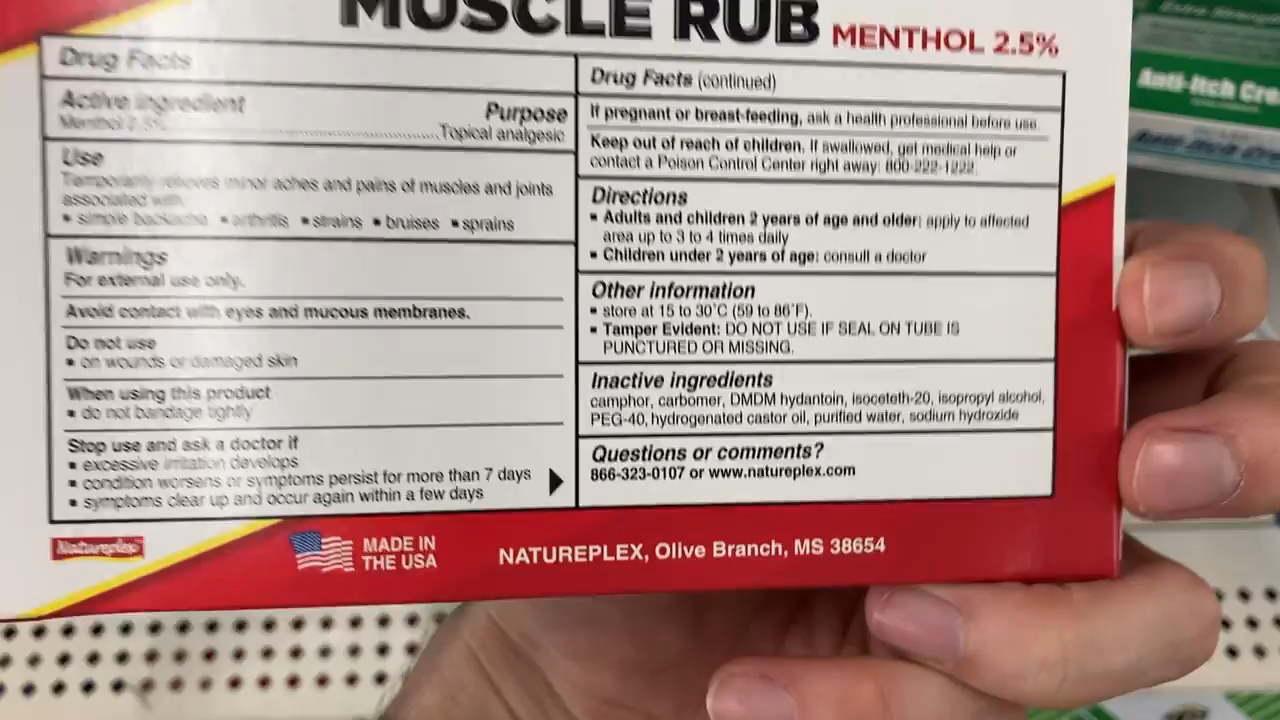 MUSCLE RUB MENTHOL 2.5%
Drug Facts
Active ingredient Purpose
Menthol 2.5%..........................................Topical analgesic
Use
Temporarily relieves minor aches and pains of muscles and joints
associated with:
▪ simple backache ▪ arthritis ▪ strains ▪ bruises ▪ sprains
Warnings
For external use only.
Avoid contact with eyes and mucous membranes.
Do not use
▪ on wounds or damaged skin
When using this product
▪ do not bandage tightly
Stop use and ask a doctor if
▪ excessive irritation develops
▪ condition worsens or symptoms persist for more than 7 days
▪ symptoms clear up and occur again within a few days
Drug Facts (continued)
If pregnant or breast-feeding, ask a health professional before use.
Keep out of reach of children. If swallowed, get medical help or
contact a Poison Control Center right away: 800-222-1222.
Directions
▪ Adults and children 2 years of age and older: apply to affected
area up to 3 to 4 times daily
▪ Children under 2 years of age: consult a doctor
Other information
▪ store at 15 to 30°C (59 to 86°F).
▪ Tamper Evident: DO NOT USE IF SEAL ON TUBE IS
PUNCTURED OR MISSING.
Inactive ingredients
camphor, carbomer, DMDM hydantoin, isoceteth-20, isopropyl alcohol,
PEG-40, hydrogenated castor oil, purified water, sodium hydroxide
Questions or comments?
866-323-0107 or www.natureplex.com
Natureplex
MADE IN
THE USA
NATUREPLEX, Olive Branch, MS 38654
Extra Strength
Anti-Itch Cre
Anti-Itch Cre